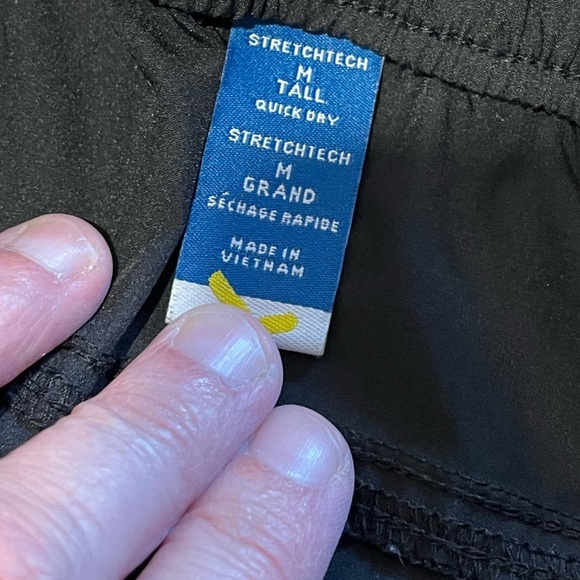 STRETCHTECH
M
TALL
QUICK DRY
STRETCHTECH
M
GRAND
SÉCHAGE RAPIDE
MADE IN
VIETNAM